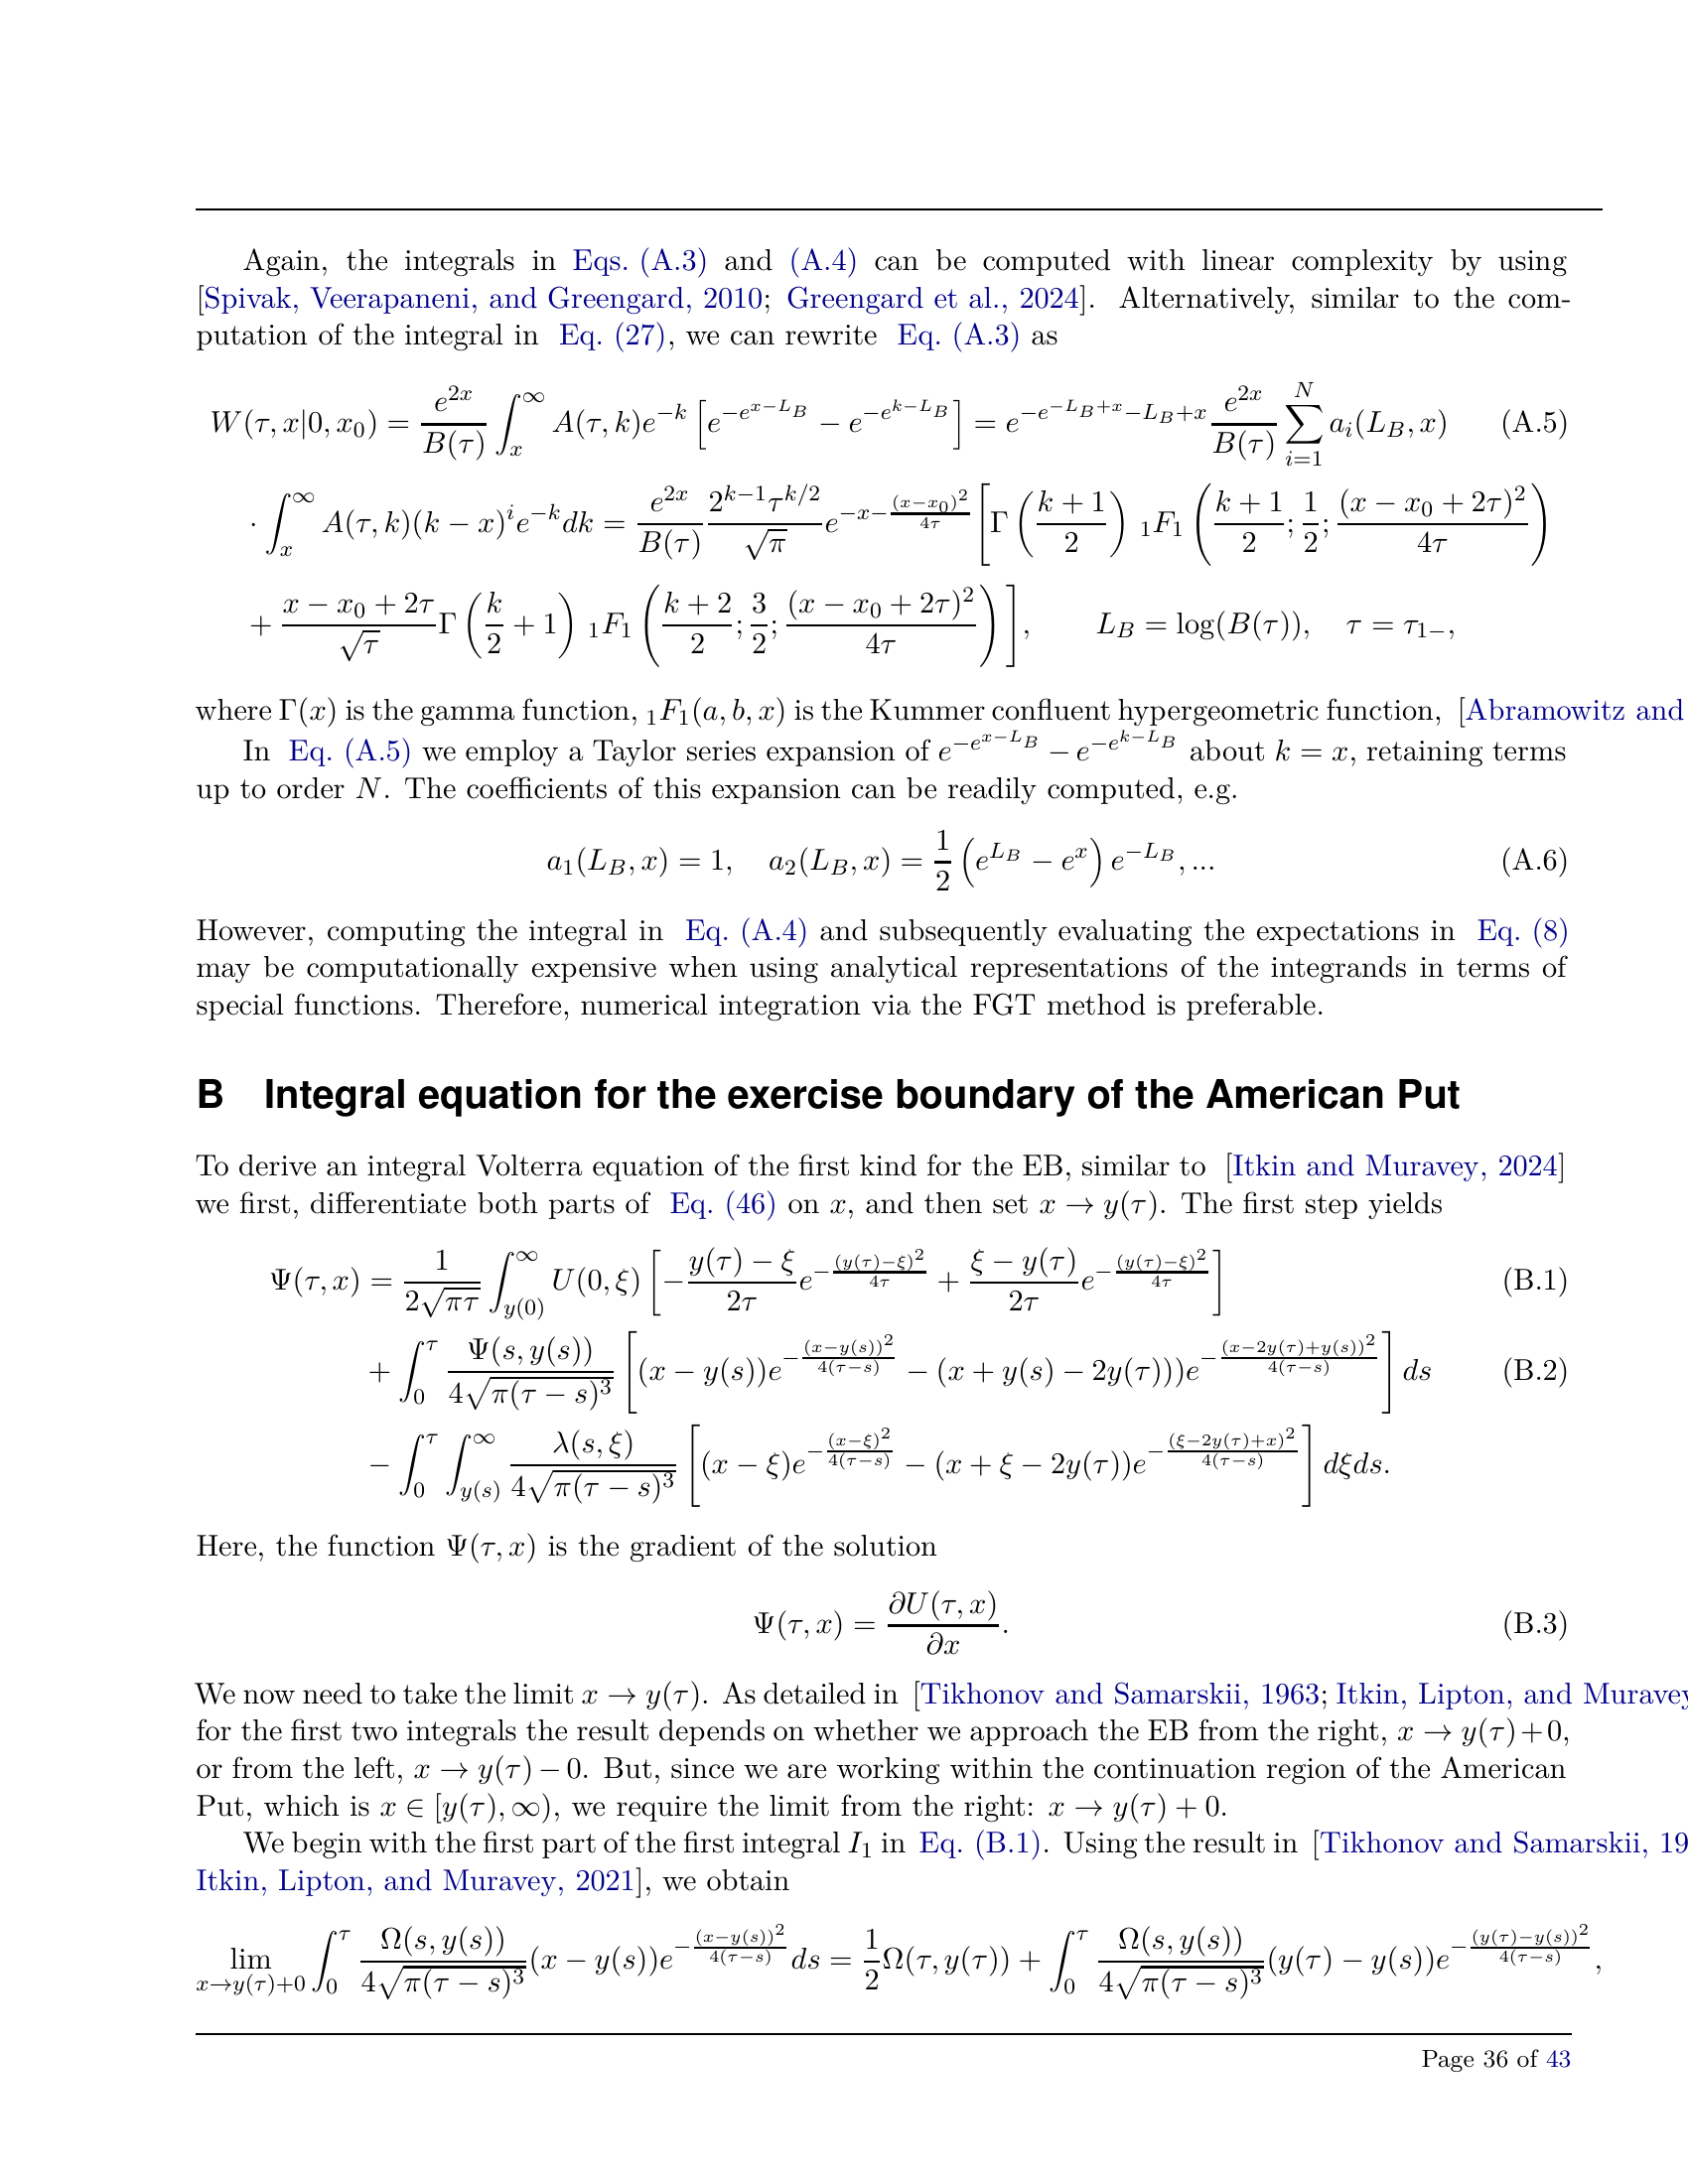 Again, the integrals in Eqs. (A.3) and (A.4) can be computed with linear complexity by using
[Spivak, Veerapaneni, and Greengard, 2010; Greengard et al., 2024]. Alternatively, similar to the com-
putation of the integral in Eq. (27), we can rewrite Eq. (A.3) as
$W(\tau, x|0, x_0) = \frac{e^{2x}}{B(\tau)} \int_x^\infty A(\tau, k) e^{-k} \left[ e^{-e^{x-L_B}} - e^{-e^{k-L_B}} \right] = e^{-e^{-L_B+x}-L_B+x} \frac{e^{2x}}{B(\tau)} \sum_{i=1}^N a_i(L_B, x)$ (A.5)
$\cdot \int_x^\infty A(\tau, k)(k-x)^i e^{-k} dk = \frac{e^{2x}}{B(\tau)} \frac{2^{k-1}\tau^{k/2}}{\sqrt{\pi}} e^{-x-\frac{(x-x_0)^2}{4\tau}} \left[ \Gamma\left(\frac{k+1}{2}\right) {}_1F_1\left(\frac{k+1}{2}; \frac{1}{2}; \frac{(x-x_0+2\tau)^2}{4\tau}\right) \right.$
$\left. + \frac{x-x_0+2\tau}{\sqrt{\tau}} \Gamma\left(\frac{k}{2}+1\right) {}_1F_1\left(\frac{k+2}{2}; \frac{3}{2}; \frac{(x-x_0+2\tau)^2}{4\tau}\right) \right], \quad L_B = \log(B(\tau)), \quad \tau = \tau_{1-},$
where Γ(x) is the gamma function, $_1F_1(a, b, x)$ is the Kummer confluent hypergeometric function, [Abramowitz and
In Eq. (A.5) we employ a Taylor series expansion of $e^{-e^{x-L_B}} - e^{-e^{k-L_B}}$ about $k = x$, retaining terms
up to order $N$. The coefficients of this expansion can be readily computed, e.g.
$a_1(L_B, x) = 1, \quad a_2(L_B, x) = \frac{1}{2}\left(e^{L_B} - e^x\right) e^{-L_B}, ...$ (A.6)
However, computing the integral in Eq. (A.4) and subsequently evaluating the expectations in Eq. (8)
may be computationally expensive when using analytical representations of the integrands in terms of
special functions. Therefore, numerical integration via the FGT method is preferable.
B Integral equation for the exercise boundary of the American Put
To derive an integral Volterra equation of the first kind for the EB, similar to [Itkin and Muravey, 2024]
we first, differentiate both parts of Eq. (46) on $x$, and then set $x \to y(\tau)$. The first step yields
$\Psi(\tau, x) = \frac{1}{2\sqrt{\pi\tau}} \int_{y(0)}^\infty U(0, \xi) \left[ -\frac{y(\tau)-\xi}{2\tau} e^{-\frac{(y(\tau)-\xi)^2}{4\tau}} + \frac{\xi-y(\tau)}{2\tau} e^{-\frac{(y(\tau)-\xi)^2}{4\tau}} \right]$ (B.1)
$+ \int_0^\tau \frac{\Psi(s, y(s))}{4\sqrt{\pi(\tau-s)^3}} \left[ (x-y(s)) e^{-\frac{(x-y(s))^2}{4(\tau-s)}} - (x+y(s)-2y(\tau))) e^{-\frac{(x-2y(\tau)+y(s))^2}{4(\tau-s)}} \right] ds$ (B.2)
$- \int_0^\tau \int_{y(s)}^\infty \frac{\lambda(s, \xi)}{4\sqrt{\pi(\tau-s)^3}} \left[ (x-\xi) e^{-\frac{(x-\xi)^2}{4(\tau-s)}} - (x+\xi-2y(\tau)) e^{-\frac{(\xi-2y(\tau)+x)^2}{4(\tau-s)}} \right] d\xi ds.$
Here, the function $\Psi(\tau, x)$ is the gradient of the solution
$\Psi(\tau, x) = \frac{\partial U(\tau, x)}{\partial x}.$ (B.3)
We now need to take the limit $x \to y(\tau)$. As detailed in [Tikhonov and Samarskii, 1963; Itkin, Lipton, and Muravey
for the first two integrals the result depends on whether we approach the EB from the right, $x \to y(\tau)+0$,
or from the left, $x \to y(\tau)-0$. But, since we are working within the continuation region of the American
Put, which is $x \in [y(\tau), \infty)$, we require the limit from the right: $x \to y(\tau)+0$.
We begin with the first part of the first integral $I_1$ in Eq. (B.1). Using the result in [Tikhonov and Samarskii, 19
Itkin, Lipton, and Muravey, 2021], we obtain
$\lim_{x \to y(\tau)+0} \int_0^\tau \frac{\Omega(s, y(s))}{4\sqrt{\pi(\tau-s)^3}} (x-y(s)) e^{-\frac{(x-y(s))^2}{4(\tau-s)}} ds = \frac{1}{2}\Omega(\tau, y(\tau)) + \int_0^\tau \frac{\Omega(s, y(s))}{4\sqrt{\pi(\tau-s)^3}} (y(\tau)-y(s)) e^{-\frac{(y(\tau)-y(s))^2}{4(\tau-s)}},$
Page 36 of 43